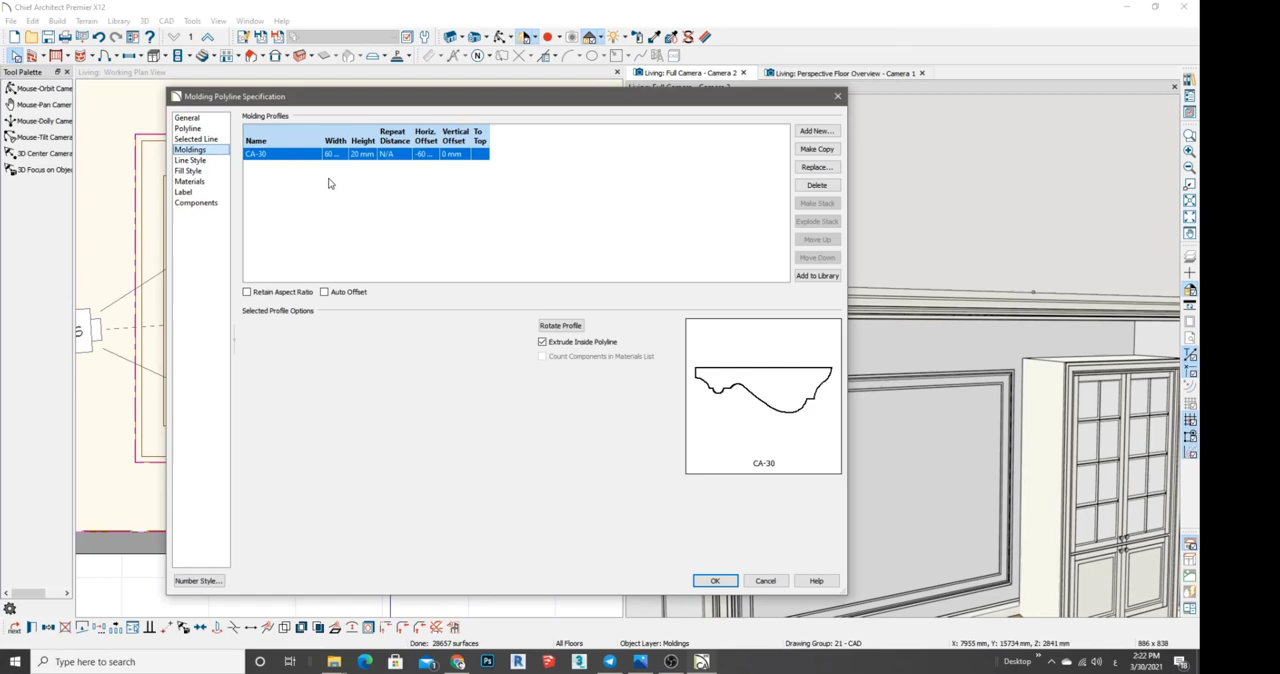 Chief Architect Premier X12
File Edit Build Terrain Library 3D CAD Tools Select View Window Help
1
Tool Palette
Living: Working Plan View
Living: Full Camera - Camera 2
Living: Perspective Floor Overview - Camera 1
Mouse-Orbit Came
Mouse-Pan Camer
Mouse-Dolly Came
Mouse-Tilt Camera
3D Center Camera
3D Focus on Objec
Molding Polyline Specification
General
Polyline
Selected Line
Moldings
Line Style
Fill Style
Materials
Label
Components
Molding Profiles
Name Width Height Repeat Distance Horiz. Offset Vertical Offset To Top
CA-30 60 ... 20 mm N/A -60 ... 0 mm
Add New...
Make Copy
Replace...
Delete
Make Stack
Explode Stack
Move Up
Move Down
Add to Library
Retain Aspect Ratio Auto Offset
Selected Profile Options
Rotate Profile
Extrude Inside Polyline
Count Components in Materials List
CA-30
Number Style...
OK Cancel Help
next
Done: 28657 surfaces All Floors Object Layer: Moldings Drawing Group: 21 - CAD X: 7955 mm, Y: 15734 mm, Z: 2841 mm 886 x 838
Type here to search
Desktop
ع
2:22 PM
3/30/2021